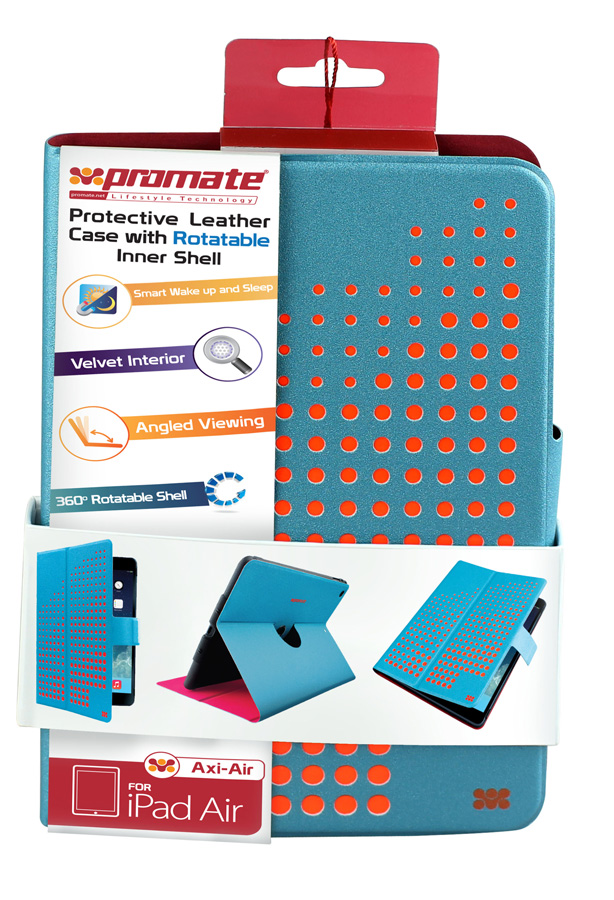 promate®
promate.net Lifestyle Technology
Protective Leather
Case with Rotatable
Inner Shell
Smart Wake up and Sleep
Velvet Interior
Angled Viewing
360° Rotatable Shell
Axi-Air
FOR
iPad Air